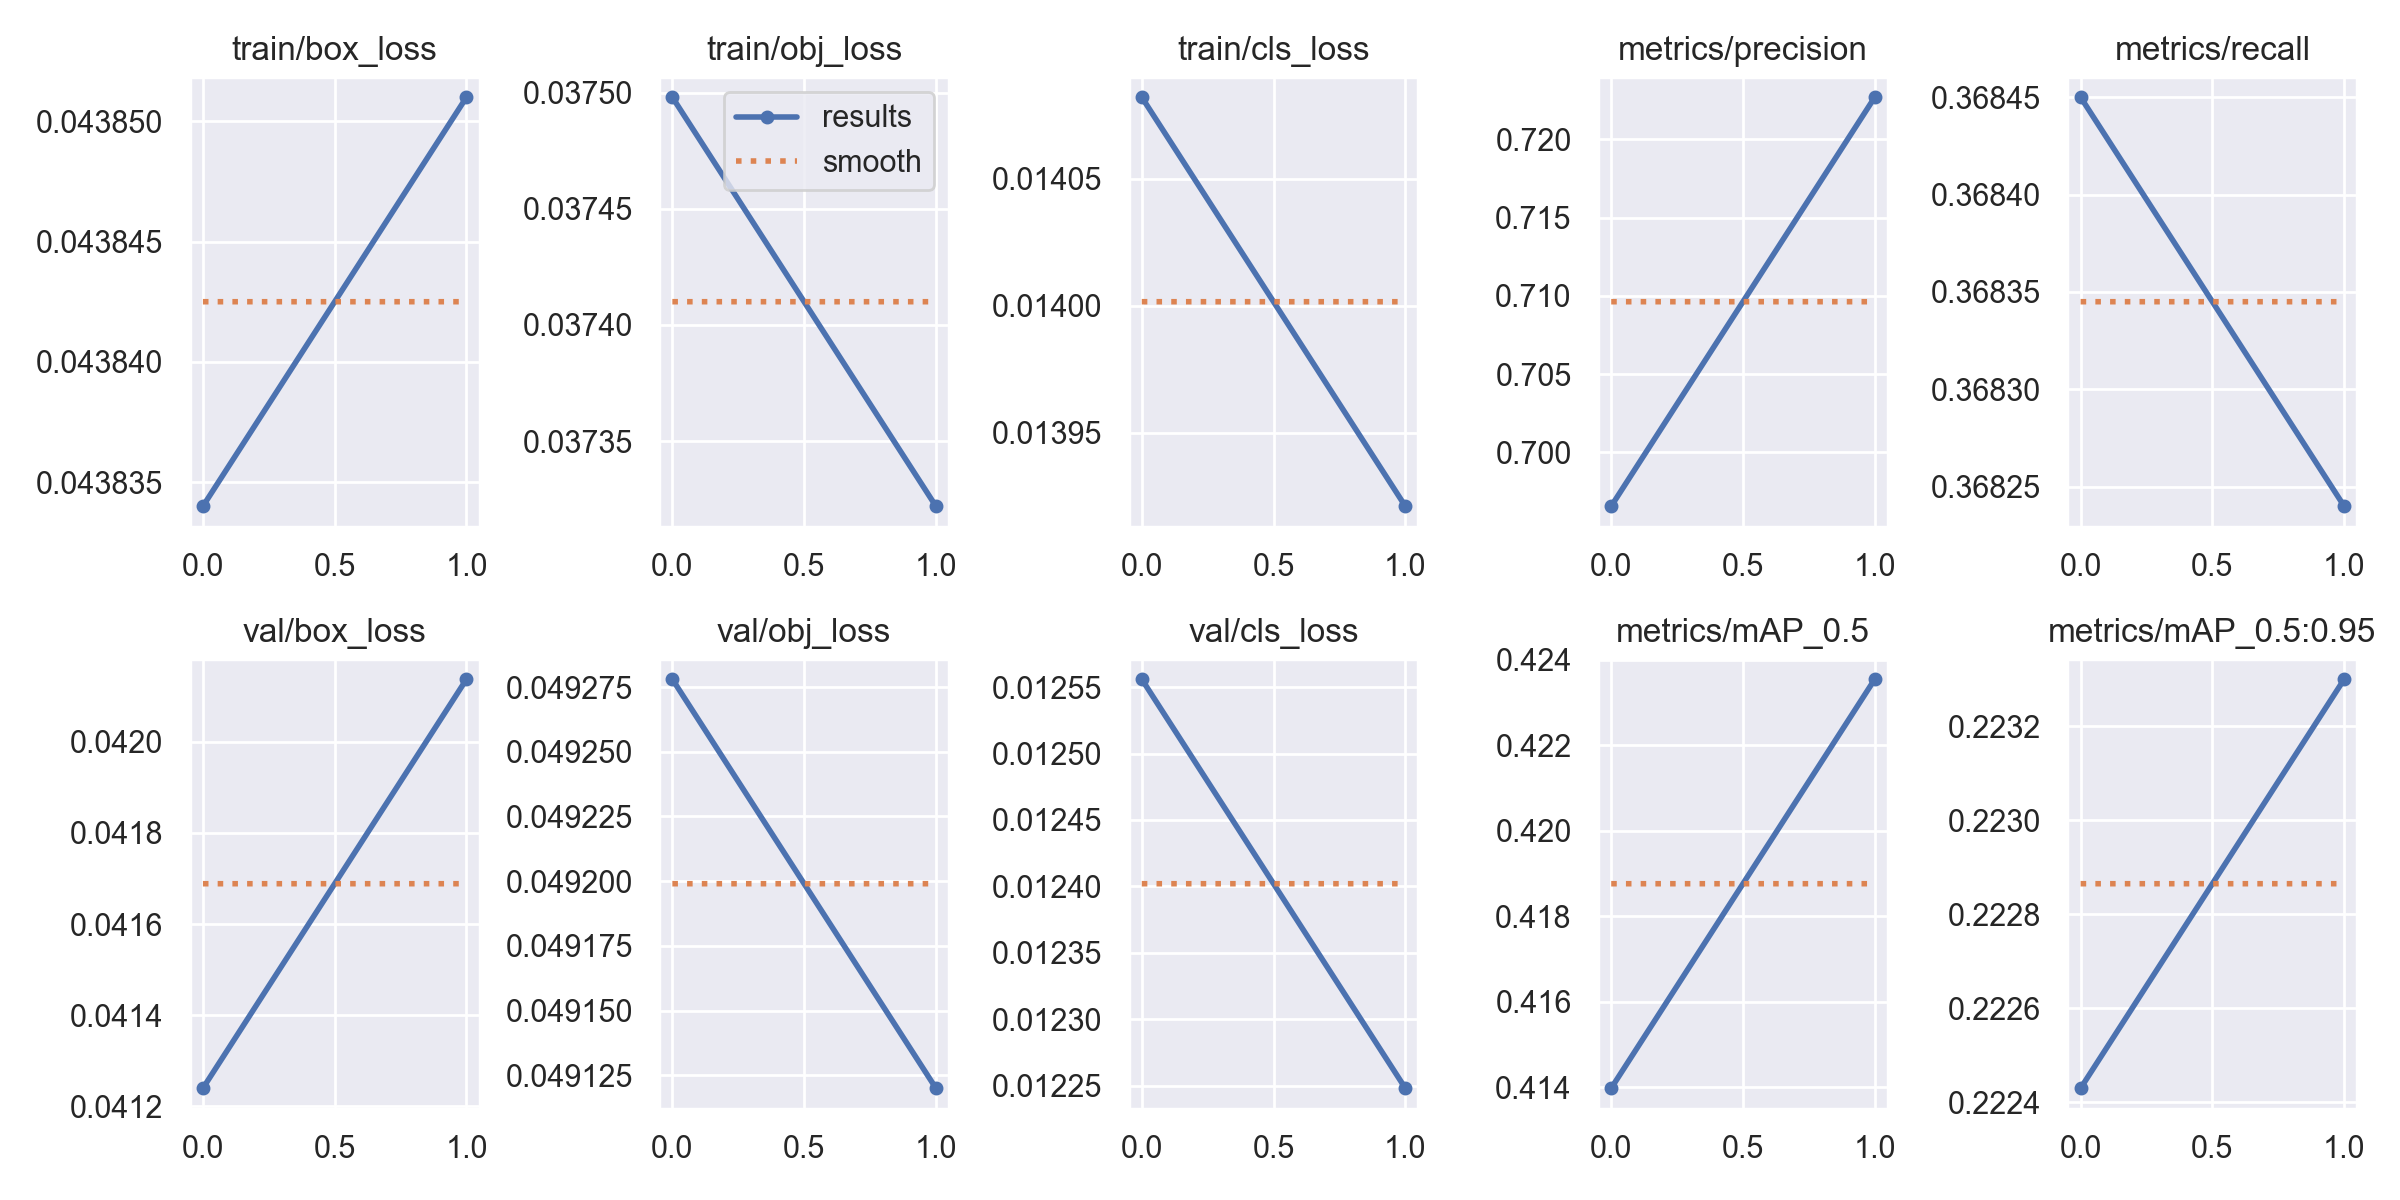 train/box_loss
0.043850
0.043845
0.043840
0.043835
0.0 0.5 1.0
train/obj_loss
results
smooth
0.03750
0.03745
0.03740
0.03735
0.0 0.5 1.0
train/cls_loss
0.01405
0.01400
0.01395
0.0 0.5 1.0
metrics/precision
0.720
0.715
0.710
0.705
0.700
0.0 0.5 1.0
metrics/recall
0.36845
0.36840
0.36835
0.36830
0.36825
0.0 0.5 1.0
val/box_loss
0.0420
0.0418
0.0416
0.0414
0.0412
0.0 0.5 1.0
val/obj_loss
0.049275
0.049250
0.049225
0.049200
0.049175
0.049150
0.049125
0.0 0.5 1.0
val/cls_loss
0.01255
0.01250
0.01245
0.01240
0.01235
0.01230
0.01225
0.0 0.5 1.0
metrics/mAP_0.5
0.424
0.422
0.420
0.418
0.416
0.414
0.0 0.5 1.0
metrics/mAP_0.5:0.95
0.2232
0.2230
0.2228
0.2226
0.2224
0.0 0.5 1.0